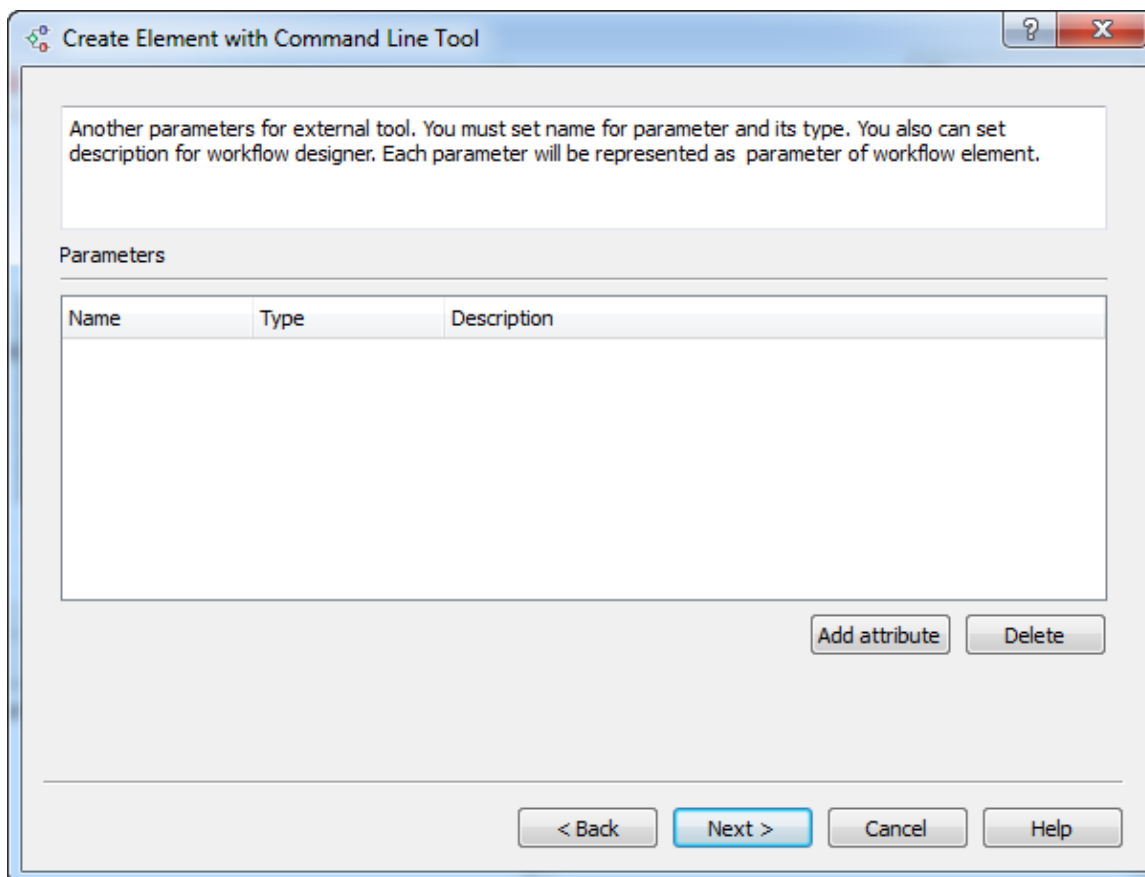 Create Element with Command Line Tool
Another parameters for external tool. You must set name for parameter and its type. You also can set
description for workflow designer. Each parameter will be represented as  parameter of workflow element.
Parameters
Name Type Description
Add attribute Delete
< Back Next > Cancel Help